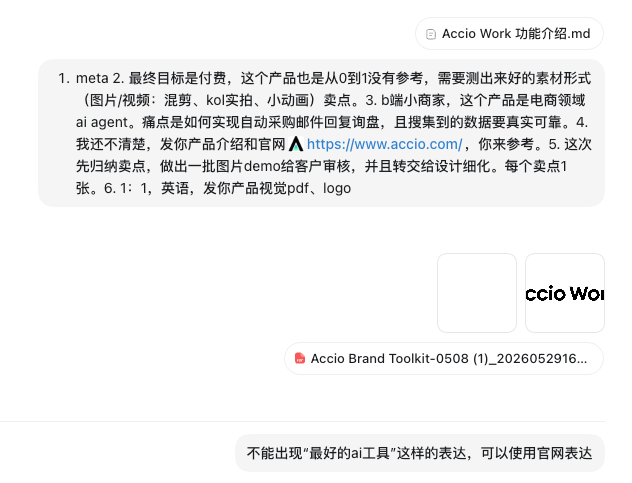 Accio Work 功能介绍.md
1. meta 2. 最终目标是付费，这个产品也是从0到1没有参考，需要测出来好的素材形式
（图片/视频：混剪、kol实拍、小动画）卖点。3. b端小商家，这个产品是电商领域
ai agent。痛点是如何实现自动采购邮件回复询盘，且搜集到的数据要真实可靠。4.
我还不清楚，发你产品介绍和官网 https://www.accio.com/，你来参考。5. 这次
先归纳卖点，做出一批图片demo给客户审核，并且转交给设计细化。每个卖点1
张。6. 1：1，英语，发你产品视觉pdf、logo
ccio Wor
Accio Brand Toolkit-0508 (1)_2026052916...
不能出现“最好的ai工具”这样的表达，可以使用官网表达